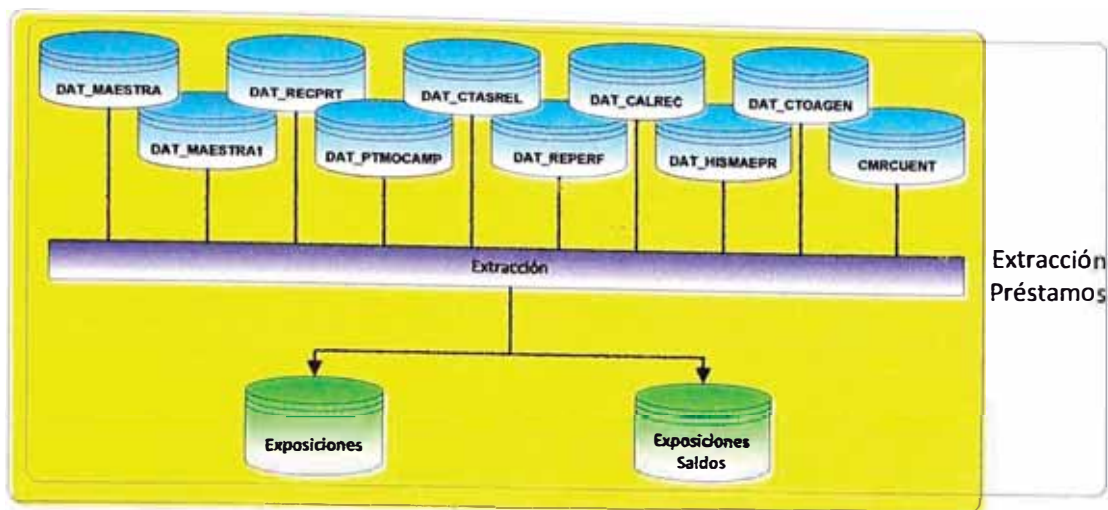 DAT_MAESTRA
DAT_RECPRT
DAT_CTASREL
DAT_CALREC
DAT_CTOAGEN
DAT_MAESTRA1
DAT_PTMOCAMP
DAT_REPERF
DAT_HISMAEPR
CMRCUENT
Extracción
Extracción
Préstamos
Exposiciones
Exposiciones
Saldos